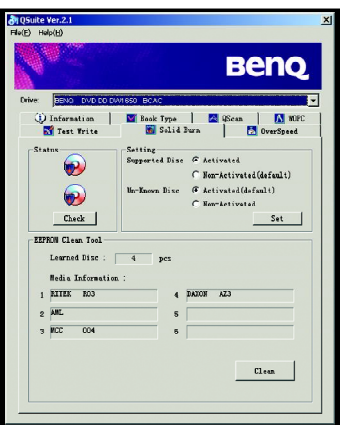 QSuite Ver.2.1
File(F) Help(H)
BenQ
Drive: BENQ DVD DD DW1650 BCAC
Information Book Type QScan WOPC
Test Write Solid Burn OverSpeed
Status
Check
Setting
Supported Disc Activated
Non-Activated(default)
Un-Known Disc Activated(default)
Non-Activated
Set
EEPROM Clean Tool
Learned Disc : 4 pcs
Media Information :
1 RITEK R03 4 DAXON AZ3
2 AML 5
3 MCC 004 6
Clean